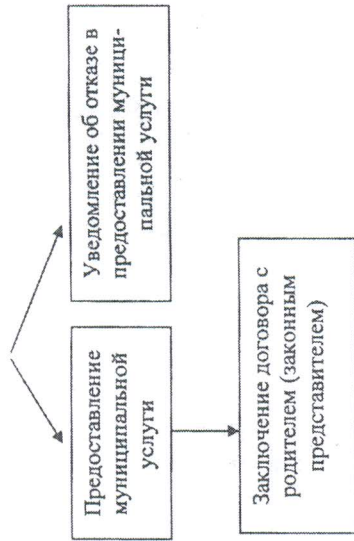 Предоставление
муниципальной
услуги
Уведомление об отказе в
предоставлении муници-
пальной услуги
Заключение договора с
родителем (законным
представителем)